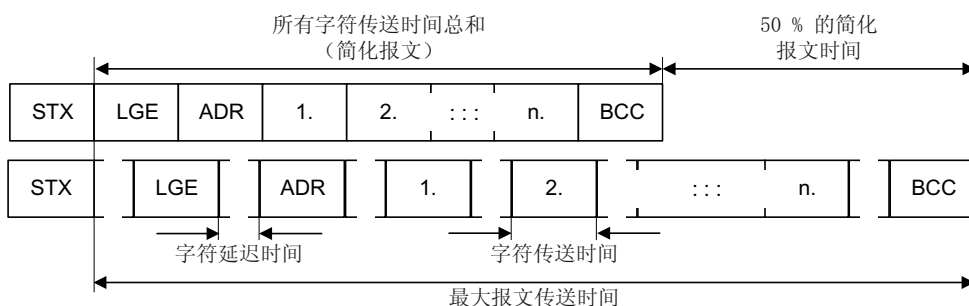 所有字符传送时间总和
（简化报文）
50 % 的简化
报文时间
STX LGE ADR 1. 2. : : : n. BCC
STX LGE ADR 1. 2. : : : n. BCC
字符延迟时间 字符传送时间
最大报文传送时间